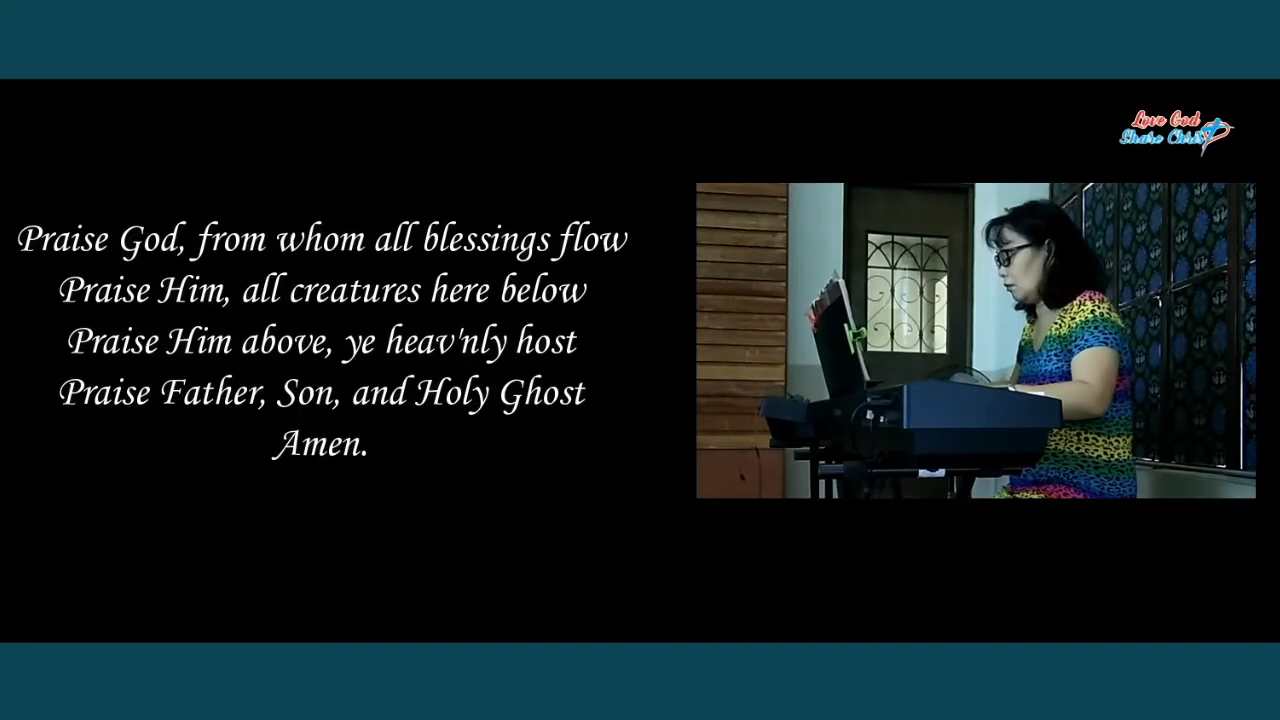 Love God
Share Christ
Praise God, from whom all blessings flow
Praise Him, all creatures here below
Praise Him above, ye heav'nly host
Praise Father, Son, and Holy Ghost
Amen.